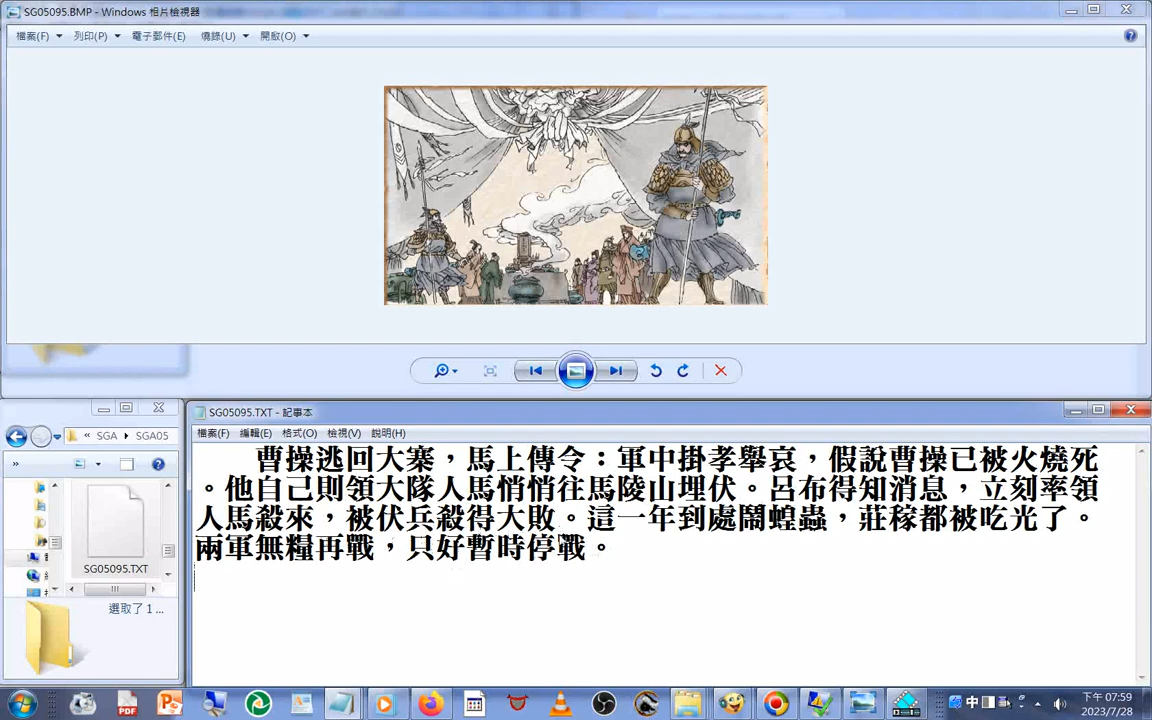 SG05095.BMP - Windows 相片檢視器
檔案(F) 列印(P) 電子郵件(E) 燒錄(U) 開啟(O)
« SGA SGA05
»
SG05095.TXT
選取了 1 ...
SG05095.TXT - 記事本
檔案(F) 編輯(E) 格式(O) 檢視(V) 說明(H)
曹操逃回大寨，馬上傳令：軍中掛孝舉哀，假說曹操已被火燒死
。他自己則領大隊人馬悄悄往馬陵山埋伏。呂布得知消息，立刻率領
人馬殺來，被伏兵殺得大敗。這一年到處鬧蝗蟲，莊稼都被吃光了。
兩軍無糧再戰，只好暫時停戰。
PDF
中
下午 07:59
2023/7/28